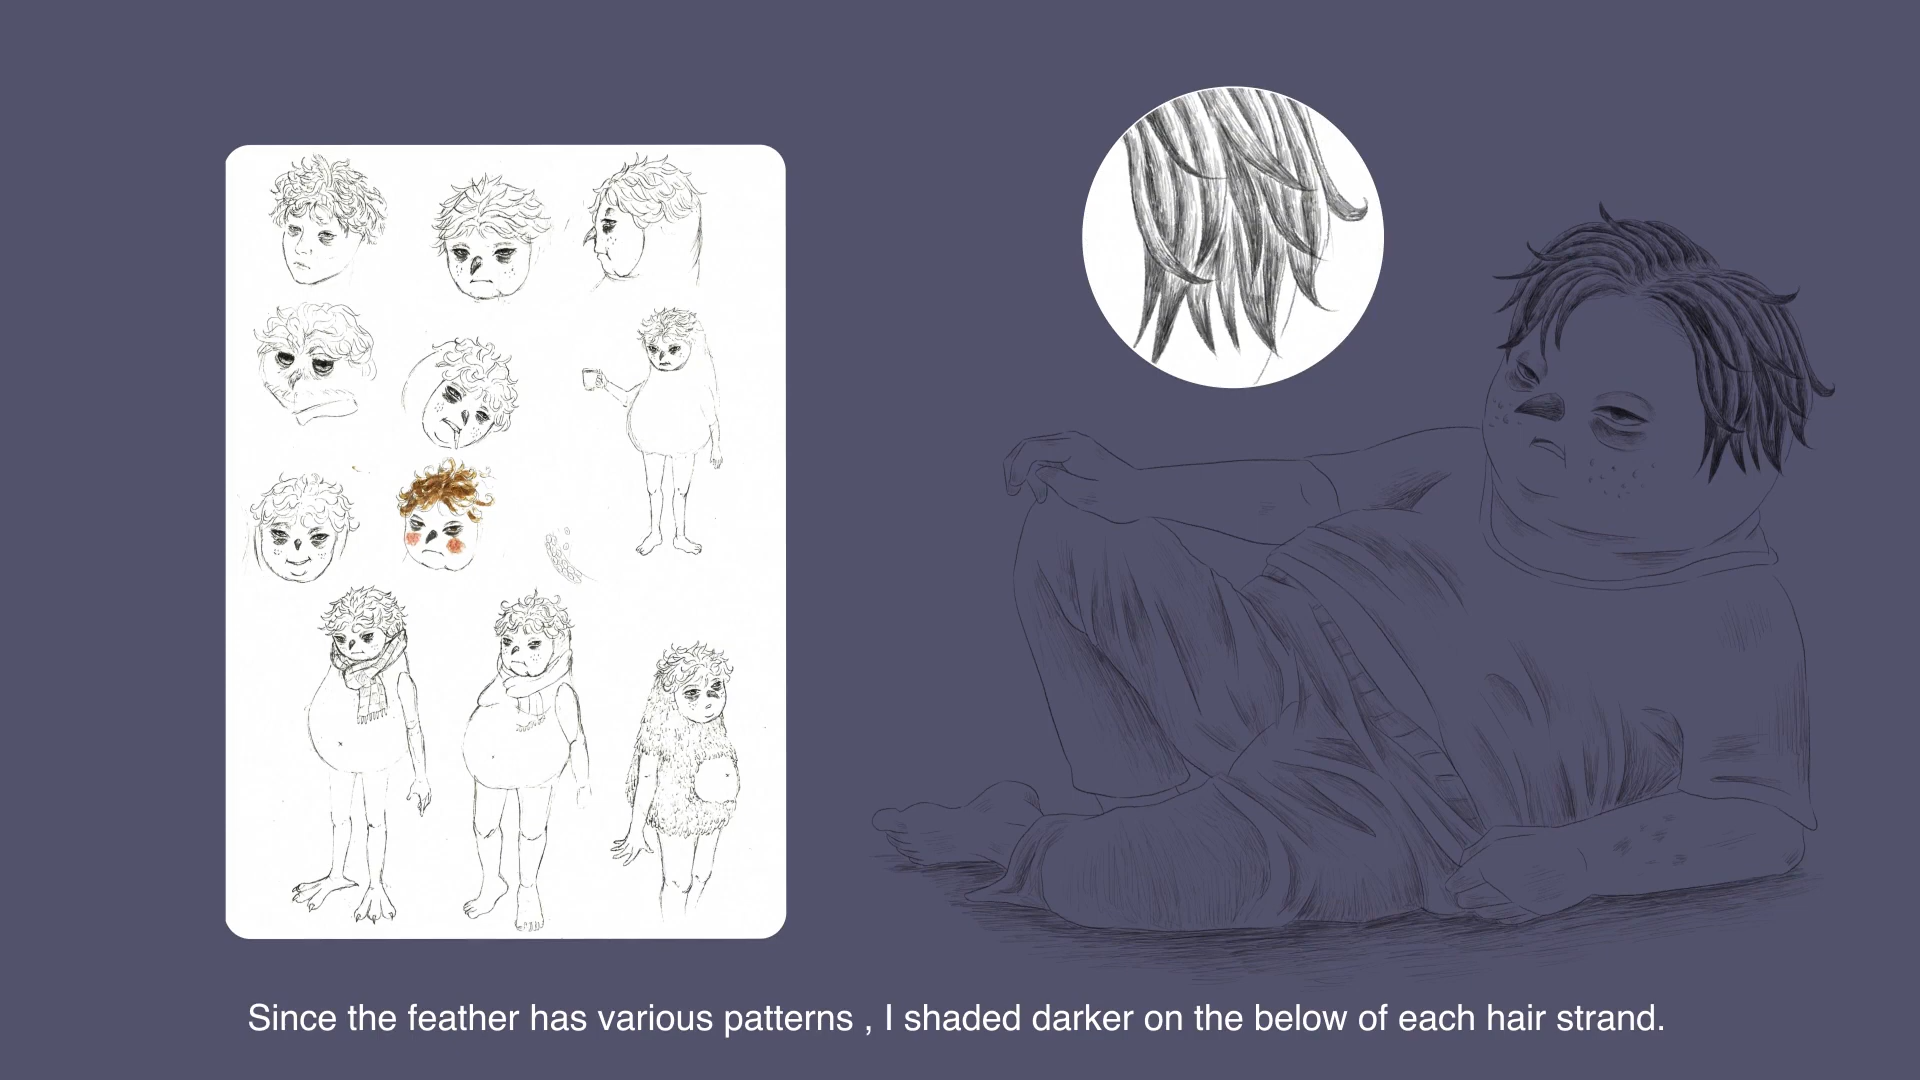 Since the feather has various patterns , I shaded darker on the below of each hair strand.